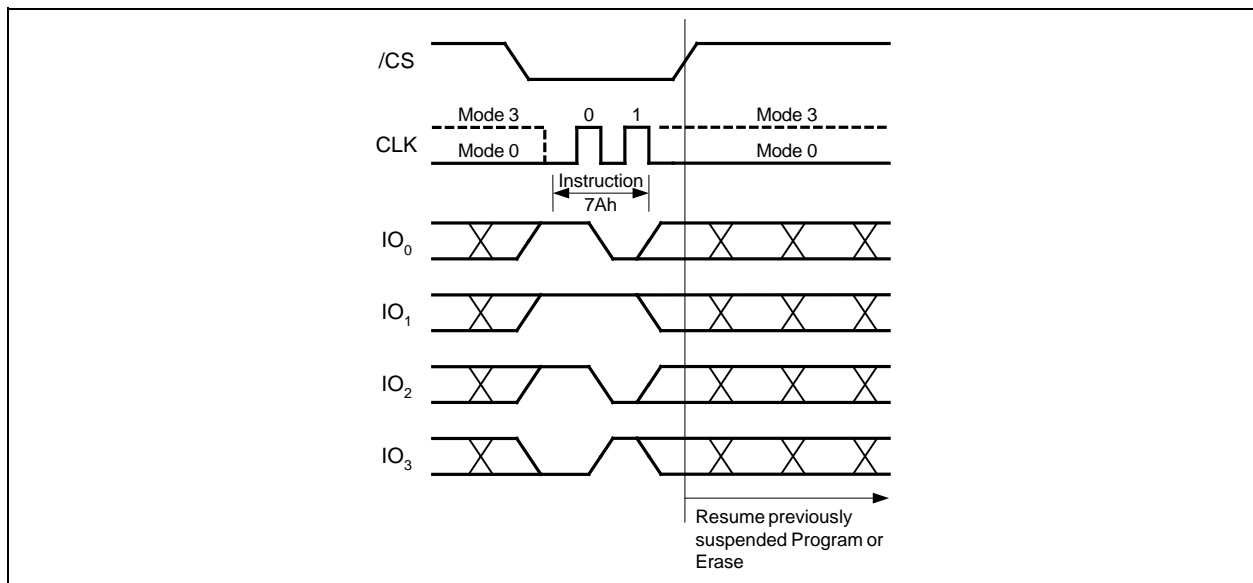 /CS
Mode 3 0 1 Mode 3
CLK
Mode 0 Mode 0
Instruction
7Ah
IO0
IO1
IO2
IO3
Resume previously
suspended Program or
Erase